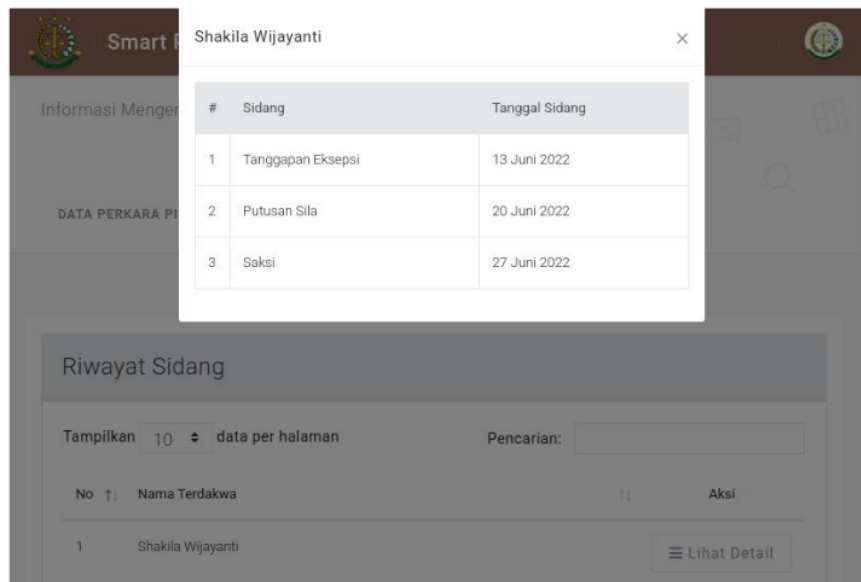 Smart
Shakila Wijayanti
×
Informasi
# Sidang Tanggal Sidang
1 Tanggapan Eksepsi 13 Juni 2022
2 Putusan Sila 20 Juni 2022
3 Saksi 27 Juni 2022
DATA PERKARA
Riwayat Sidang
Tampilkan 10 data per halaman Pencarian:
No Nama Terdakwa Aksi
1 Shakila Wijayanti Lihat Detail